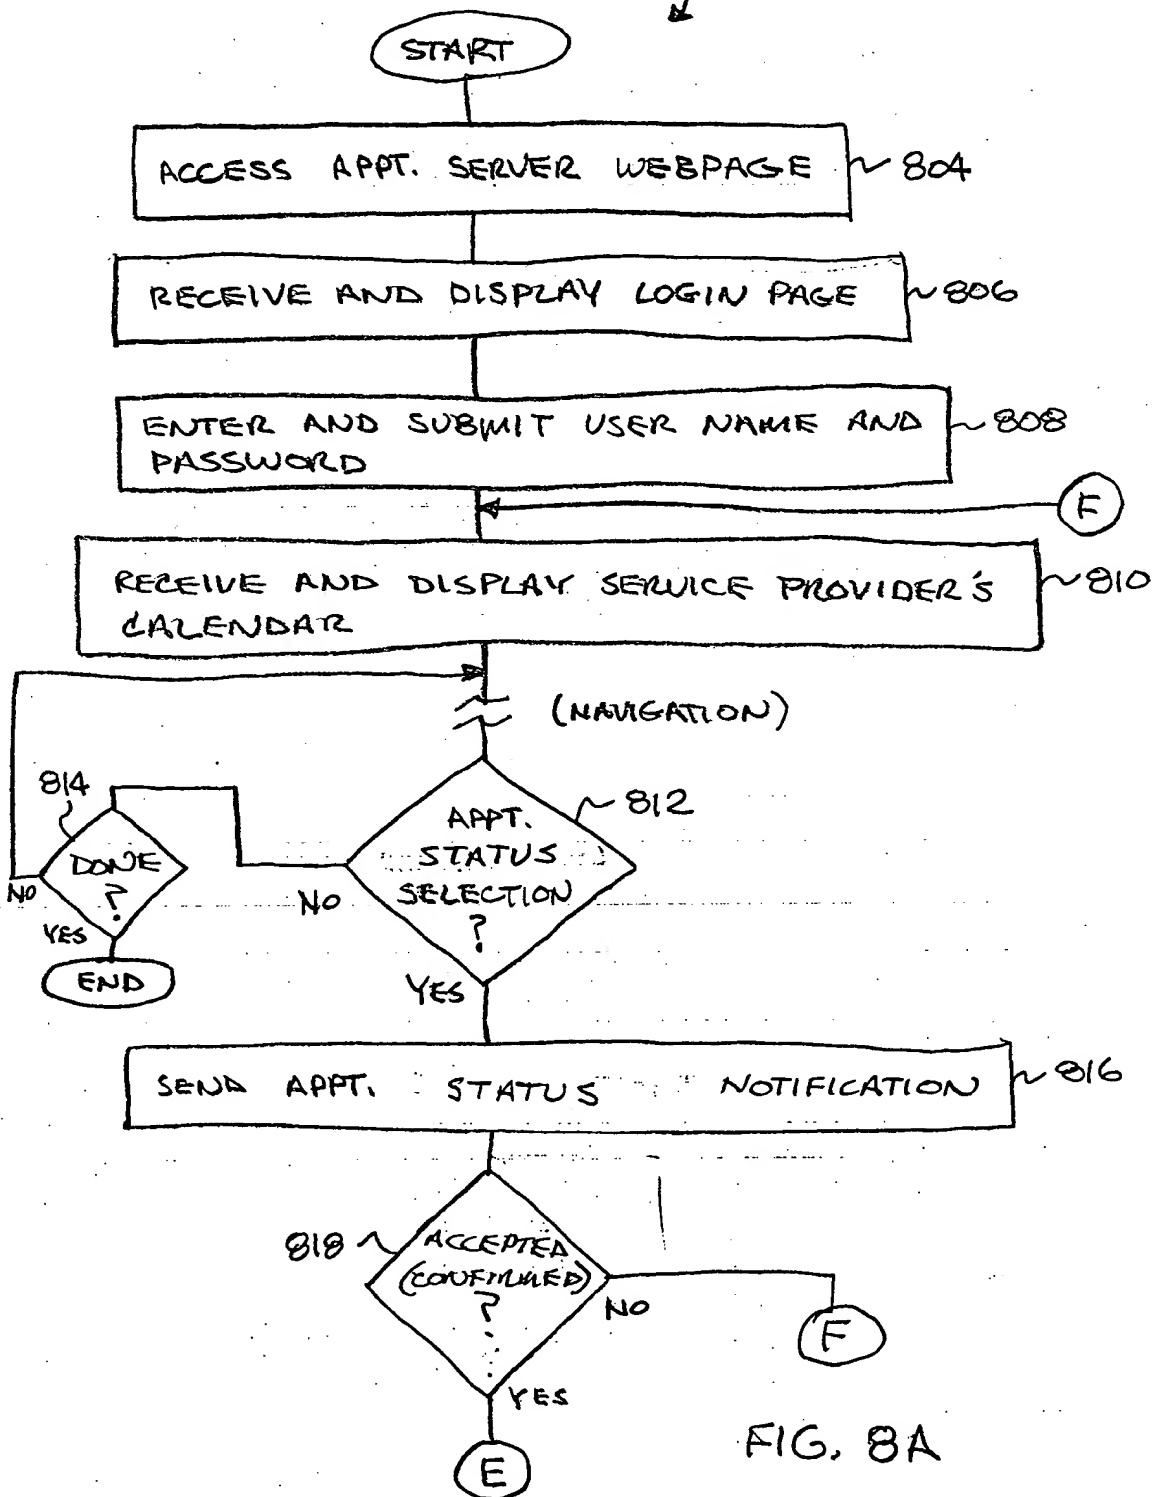 START
ACCESS APPT. SERVER WEBPAGE
804
RECEIVE AND DISPLAY LOGIN PAGE
806
ENTER AND SUBMIT USER NAME AND
PASSWORD
808
F
RECEIVE AND DISPLAY SERVICE PROVIDER'S
CALENDAR
810
(NAVIGATION)
814
DONE
?
NO
YES
END
812
APPT.
STATUS
SELECTION
?
NO
YES
SEND APPT. STATUS NOTIFICATION
816
818
ACCEPTED
(CONFIRMED)
?
NO
F
YES
E
FIG. 8A